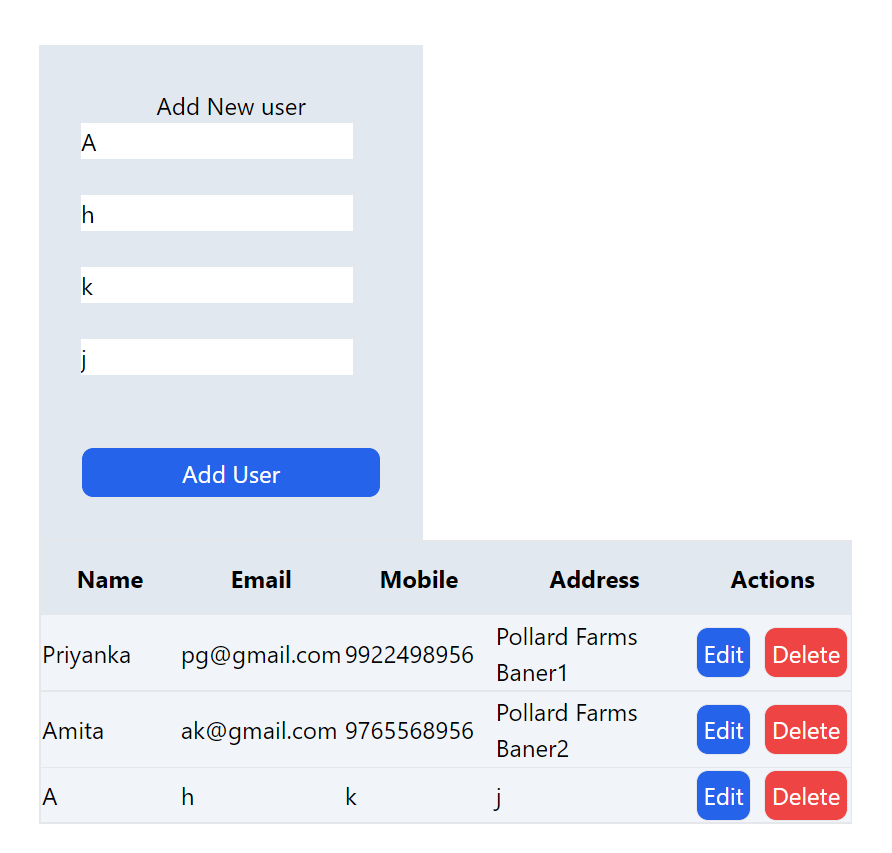 Add New user
A
h
k
j
Add User
Name Email Mobile Address Actions
Priyanka pg@gmail.com 9922498956 Pollard Farms Baner1 Edit Delete
Amita ak@gmail.com 9765568956 Pollard Farms Baner2 Edit Delete
A h k j Edit Delete